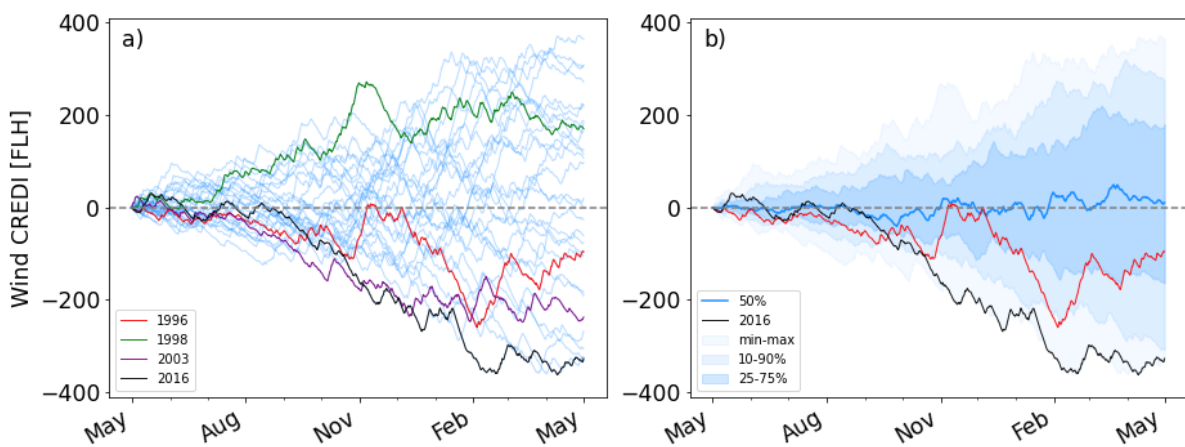 a)
Wind CREDI [FLH]
400
200
0
−200
−400
1996
1998
2003
2016
May
Aug
Nov
Feb
May
b)
400
200
0
−200
−400
50%
2016
min-max
10-90%
25-75%
May
Aug
Nov
Feb
May